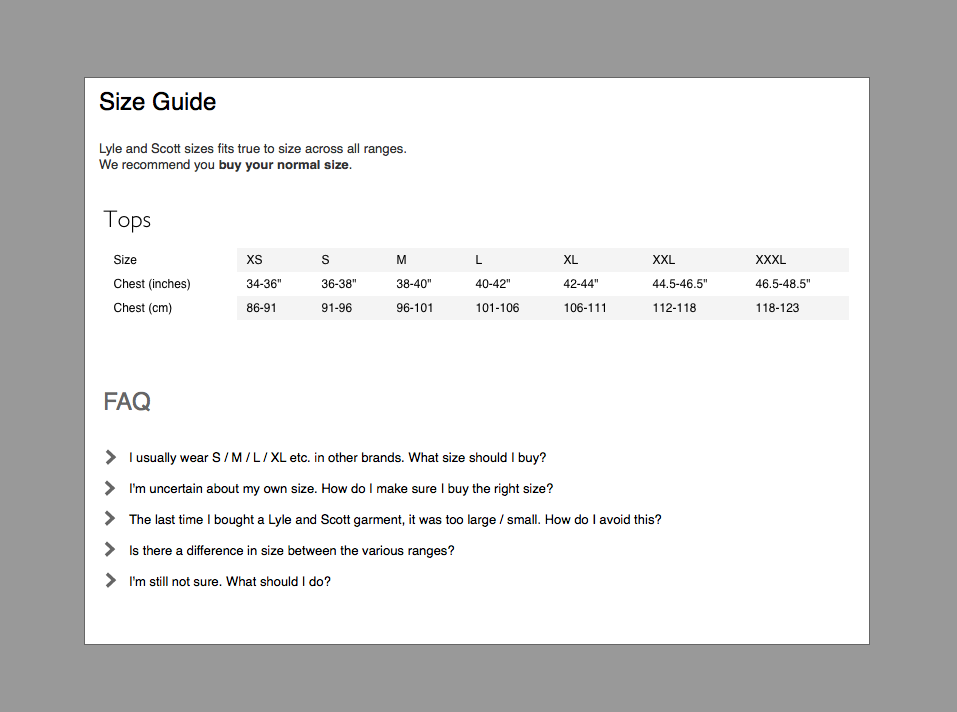 Size Guide
Lyle and Scott sizes fits true to size across all ranges.
We recommend you buy your normal size.
Tops
Size XS S M L XL XXL XXXL
Chest (inches) 34-36" 36-38" 38-40" 40-42" 42-44" 44.5-46.5" 46.5-48.5"
Chest (cm) 86-91 91-96 96-101 101-106 106-111 112-118 118-123
FAQ
I usually wear S / M / L / XL etc. in other brands. What size should I buy?
I'm uncertain about my own size. How do I make sure I buy the right size?
The last time I bought a Lyle and Scott garment, it was too large / small. How do I avoid this?
Is there a difference in size between the various ranges?
I'm still not sure. What should I do?